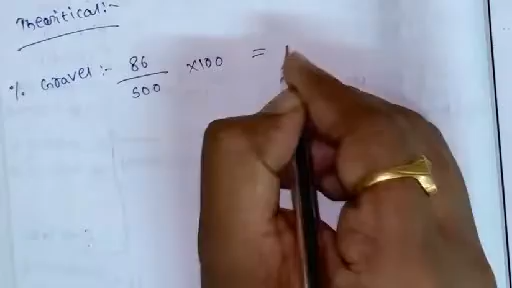 Theoritical:-
% Gravel :- 86/500 ×100 =